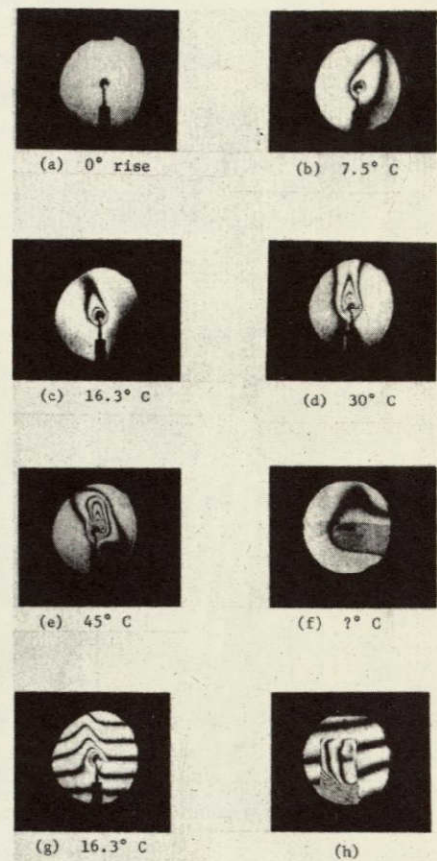 (a) 0° rise
(b) 7.5° C
(c) 16.3° C
(d) 30° C
(e) 45° C
(f) ?° C
(g) 16.3° C
(h)